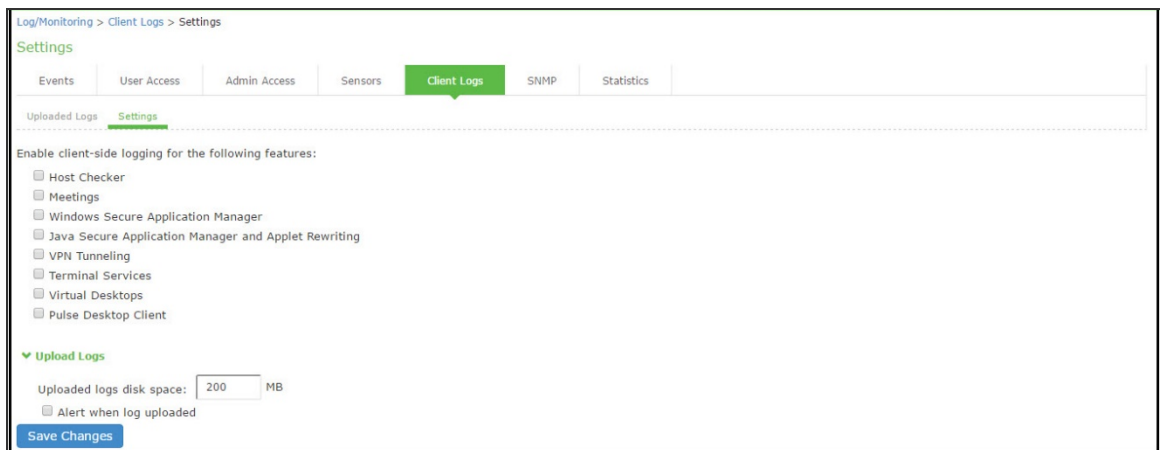 Log/Monitoring > Client Logs > Settings
Settings
Events User Access Admin Access Sensors Client Logs SNMP Statistics
Uploaded Logs Settings
Enable client-side logging for the following features:
Host Checker
Meetings
Windows Secure Application Manager
Java Secure Application Manager and Applet Rewriting
VPN Tunneling
Terminal Services
Virtual Desktops
Pulse Desktop Client
Upload Logs
Uploaded logs disk space: 200 MB
Alert when log uploaded
Save Changes